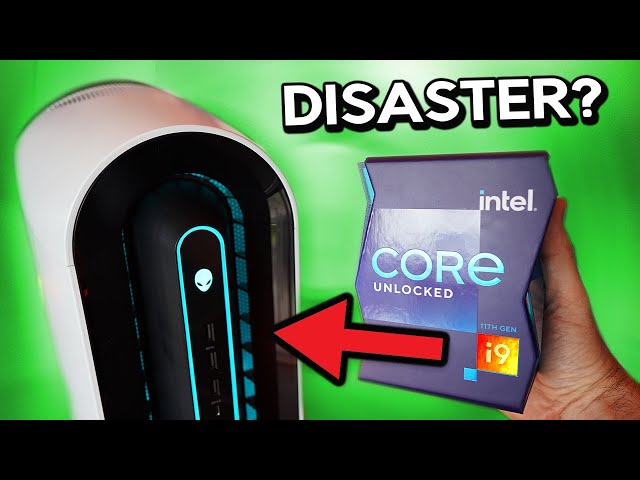 DISASTER?
intel.
CORE
UNLOCKED
11TH GEN
i9